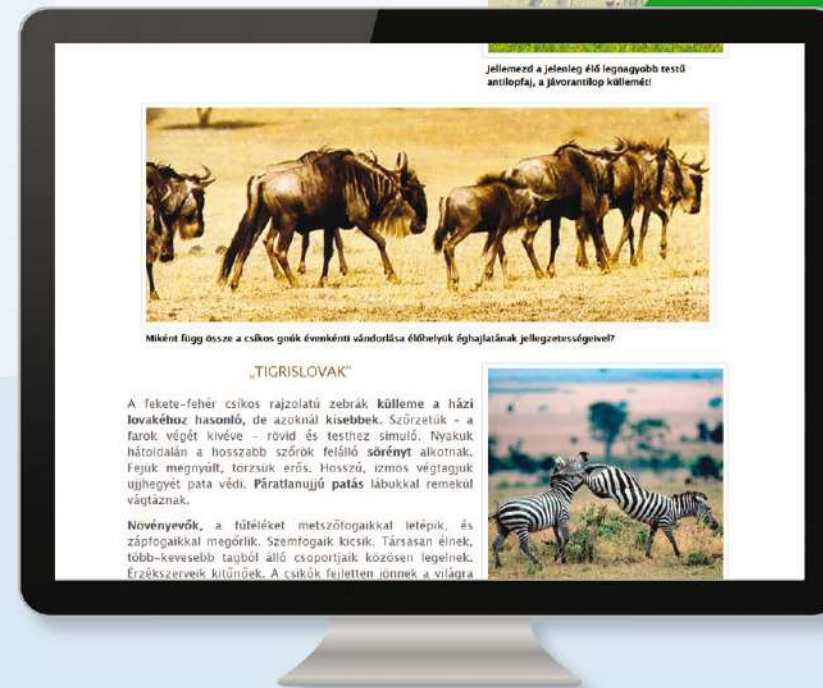 Jellemezd a jelenleg élő legnagyobb testű
antilopfaj, a jávorantilop küllemét!
Miként függ össze a csíkos gnúk évenkénti vándorlása élőhelyük éghajlatának jellegzetességeivel?
„TIGRISLOVAK”
A fekete-fehér csíkos rajzolatú zebrák külleme a házi
lovakéhoz hasonló, de azoknál kisebbek. Szőrzetük - a
farok végét kivéve - rövid és testhez simuló. Nyakuk
hátoldalán a hosszabb szőrök felálló sörényt alkotnak.
Fejük megnyúlt, törzsük erős. Hosszú, izmos végtagjuk
ujjhegyét pata védi. Páratlanujjú patás lábukkal remekül
vágtáznak.
Növényevők, a fűféléket metszőfogaikkal letépik, és
zápfogaikkal megőrlik. Szemfogaik kicsik. Társasan élnek,
több-kevesebb tagból álló csoportjaik közösen legelnek.
Érzékszerveik kitűnőek. A csikók fejletten jönnek a világra